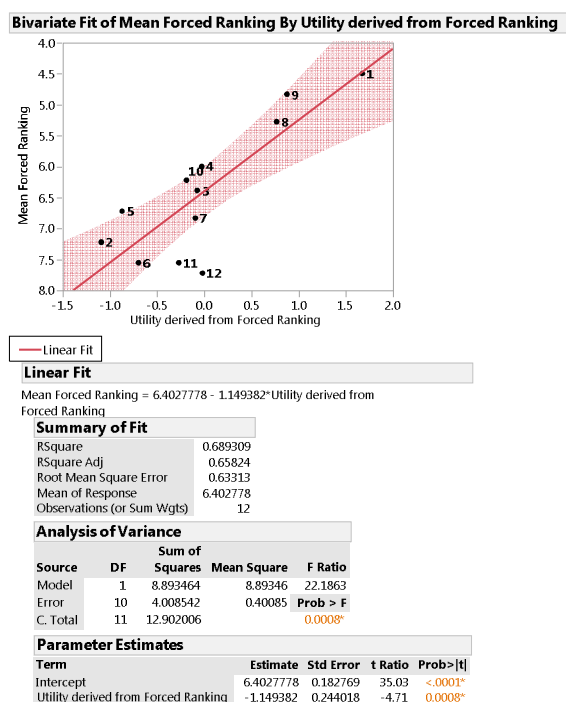 Bivariate Fit of Mean Forced Ranking By Utility derived from Forced Ranking
4.0
4.5
5.0
5.5
6.0
6.5
7.0
7.5
8.0
Mean Forced Ranking
1
9
8
10 4
3
5
7
2
6
11
12
-1.5 -1.0 -0.5 0.0 0.5 1.0 1.5 2.0
Utility derived from Forced Ranking
Linear Fit
Linear Fit
Mean Forced Ranking = 6.4027778 - 1.149382*Utility derived from
Forced Ranking
Summary of Fit
RSquare 0.689309
RSquare Adj 0.65824
Root Mean Square Error 0.63313
Mean of Response 6.402778
Observations (or Sum Wgts) 12
Analysis of Variance
Sum of
Source DF Squares Mean Square F Ratio
Model 1 8.893464 8.89346 22.1863
Error 10 4.008542 0.40085 Prob > F
C. Total 11 12.902006 0.0008*
Parameter Estimates
Term Estimate Std Error t Ratio Prob>|t|
Intercept 6.4027778 0.182769 35.03 <.0001*
Utility derived from Forced Ranking -1.149382 0.244018 -4.71 0.0008*